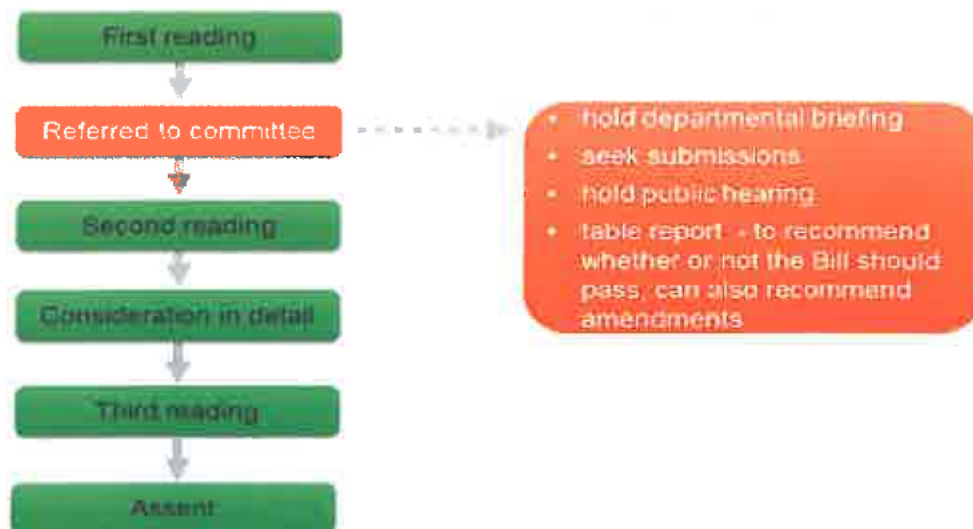 First reading
Referred to committee
• hold departmental briefing
• seek submissions
• hold public hearing
• table report - to recommend
whether or not the Bill should
pass, can also recommend
amendments
Second reading
Consideration in detail
Third reading
Assent